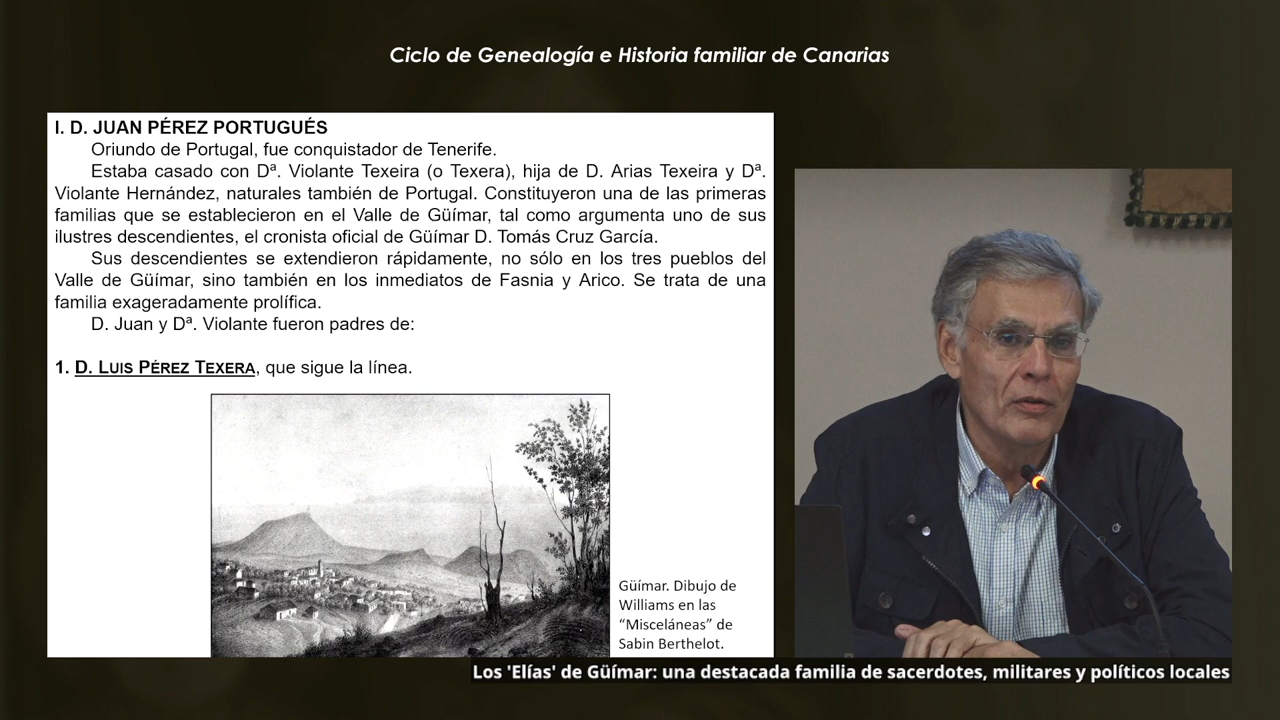 Ciclo de Genealogía e Historia familiar de Canarias
I. D. JUAN PÉREZ PORTUGUÉS
Oriundo de Portugal, fue conquistador de Tenerife.
Estaba casado con Dª. Violante Texeira (o Texera), hija de D. Arias Texeira y Dª.
Violante Hernández, naturales también de Portugal. Constituyeron una de las primeras
familias que se establecieron en el Valle de Güímar, tal como argumenta uno de sus
ilustres descendientes, el cronista oficial de Güímar D. Tomás Cruz García.
Sus descendientes se extendieron rápidamente, no sólo en los tres pueblos del
Valle de Güímar, sino también en los inmediatos de Fasnia y Arico. Se trata de una
familia exageradamente prolífica.
D. Juan y Dª. Violante fueron padres de:
1. D. LUIS PÉREZ TEXERA, que sigue la línea.
Güímar. Dibujo de
Williams en las
“Misceláneas” de
Sabin Berthelot.
Los 'Elías' de Güímar: una destacada familia de sacerdotes, militares y políticos locales